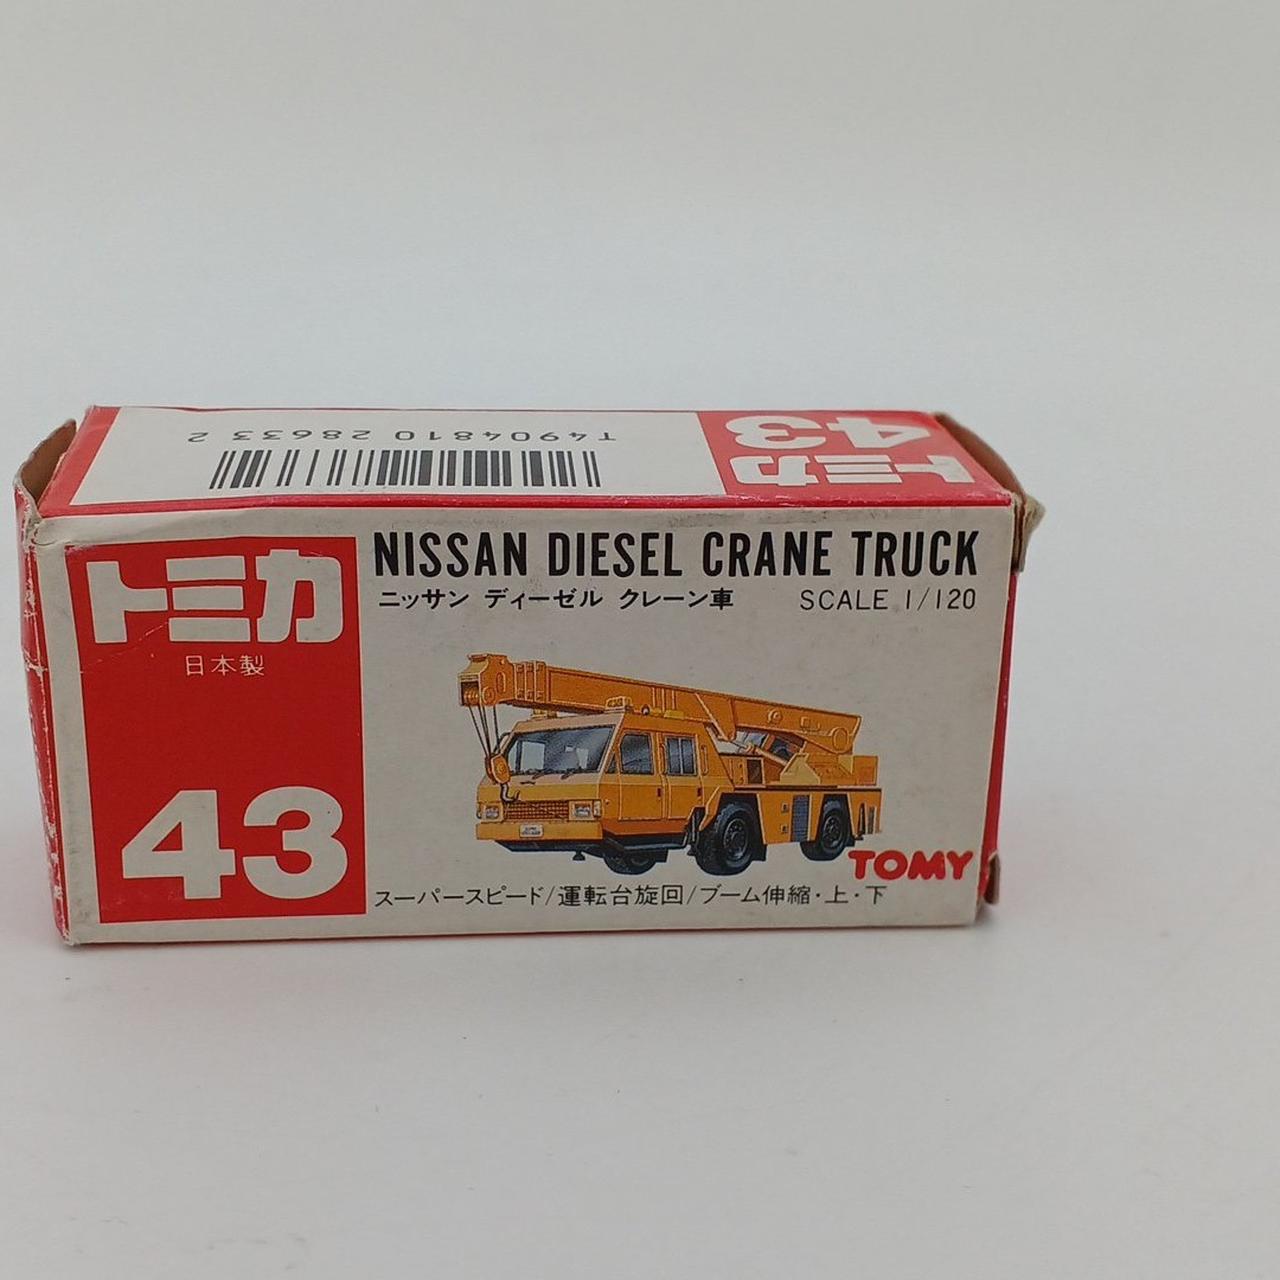 T4904810 28633 2
43
トミカ
トミカ
日本製
43
NISSAN DIESEL CRANE TRUCK
ニッサン ディーゼル クレーン車 SCALE 1/120
TOMY
スーパースピード/運転台旋回/ブーム伸縮・上・下